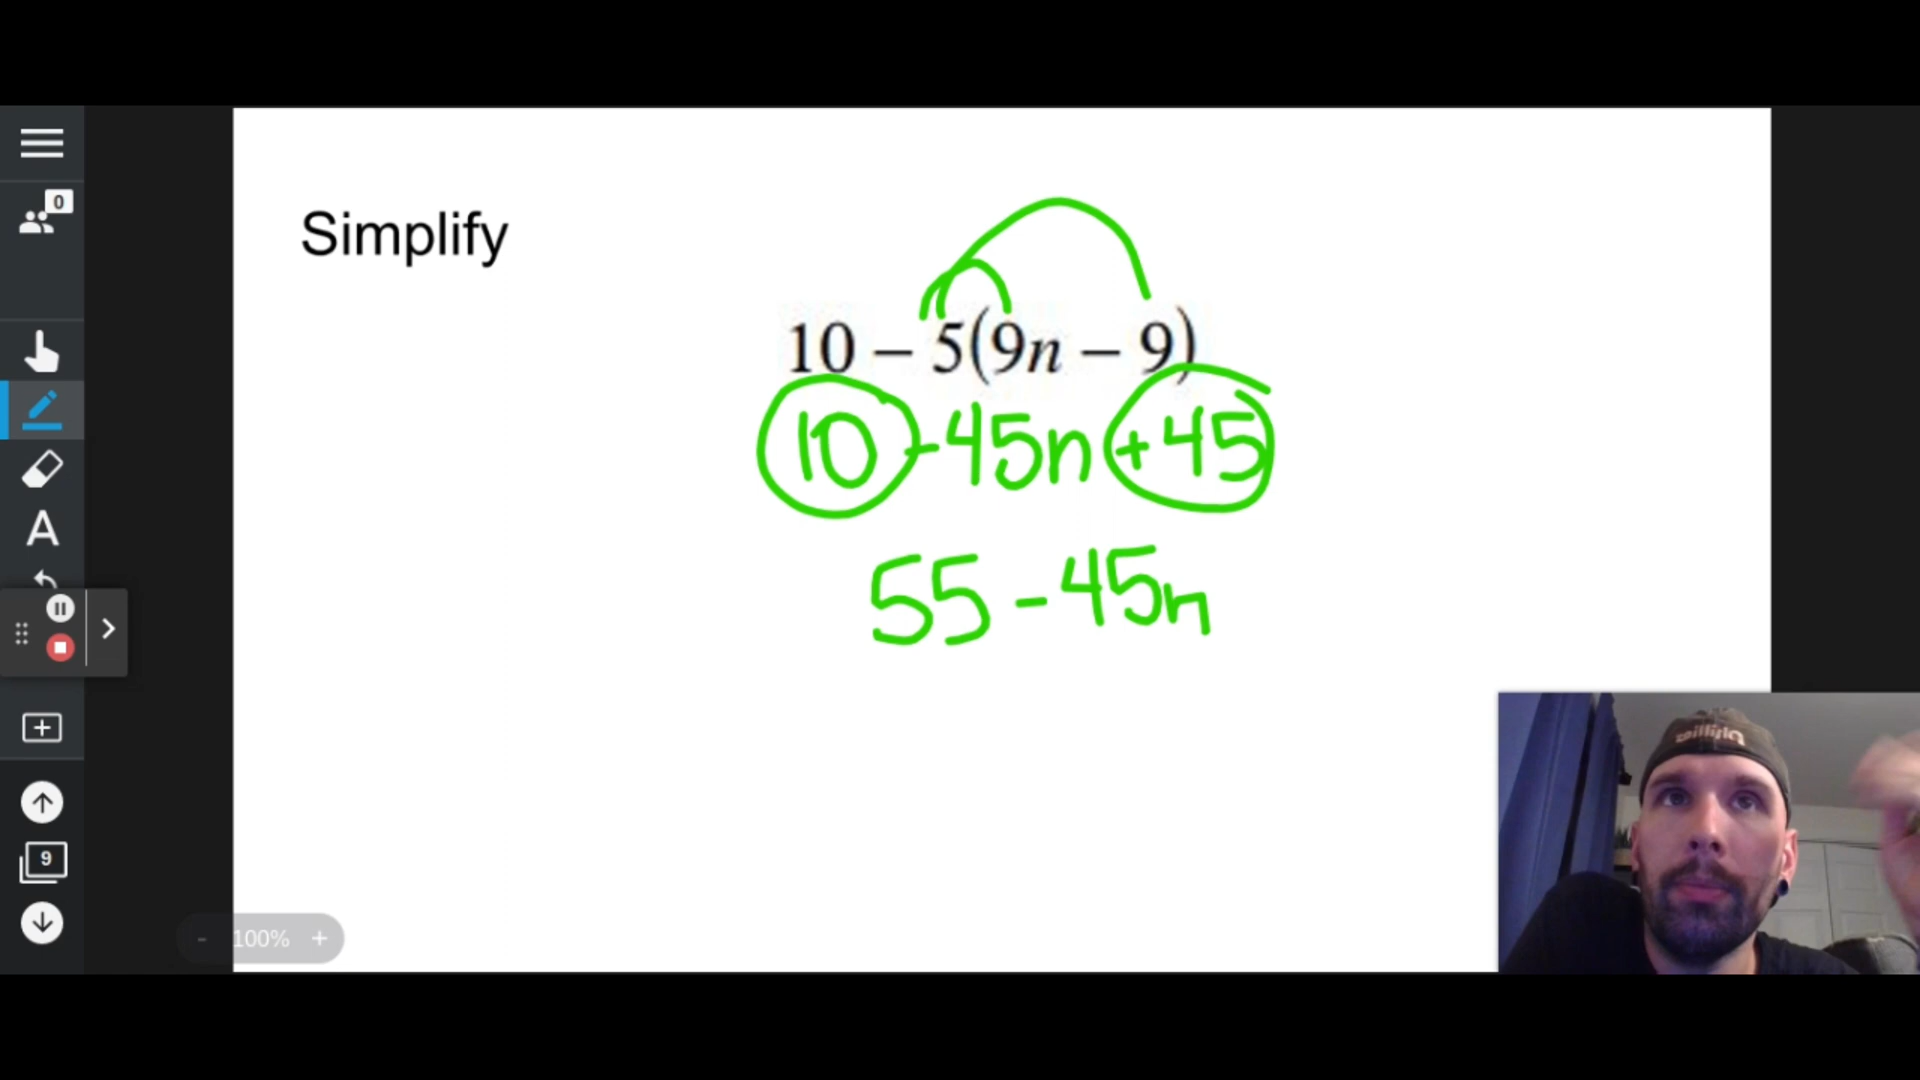 0
Simplify
10 – 5(9n – 9)
10 - 45n + 45
55 - 45n
A
9
- 100% +